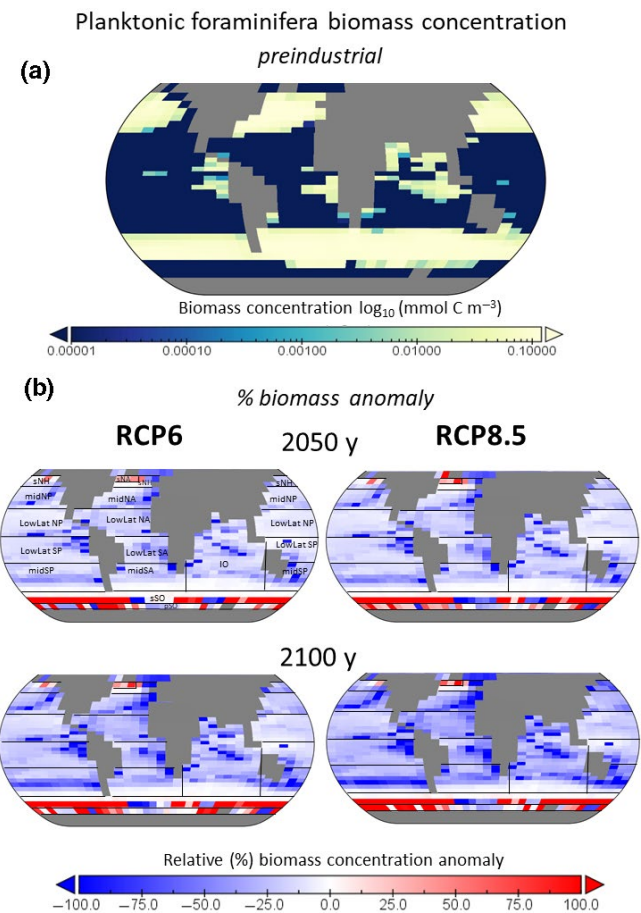 Planktonic foraminifera biomass concentration
preindustrial
(a)
Biomass concentration log₁₀ (mmol C m⁻³)
0.00001 0.00010 0.00100 0.01000 0.10000
(b)
% biomass anomaly
RCP6 2050 y RCP8.5
sNH sNA sNH sNH
midNP midNA midNP
LowLat NP LowLat NA LowLat NP
LowLat SP LowLat SA LowLat SP
midSP midSA IO midSP
sSO
pSO
2100 y
Relative (%) biomass concentration anomaly
−100.0 −75.0 −50.0 −25.0 0.0 25.0 50.0 75.0 100.0